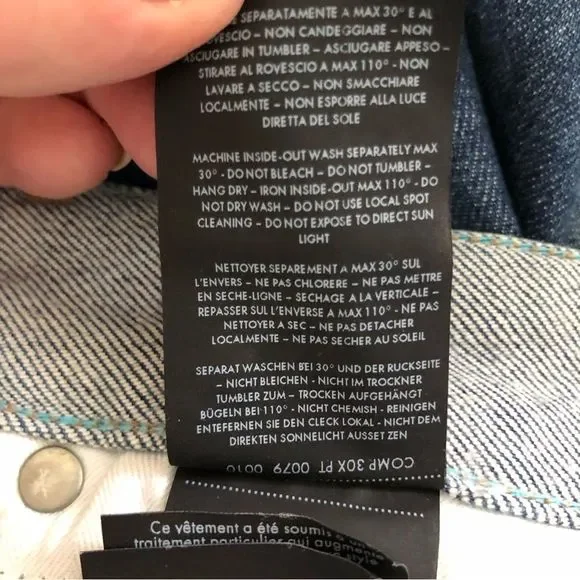 SEPARATAMENTE A MAX 30° E AL
ROVESCIO – NON CANDEGGIARE – NON
ASCIUGARE IN TUMBLER – ASCIUGARE APPESO –
STIRARE AL ROVESCIO A MAX 110° - NON
LAVARE A SECCO – NON SMACCHIARE
LOCALMENTE – NON ESPORRE ALLA LUCE
DIRETTA DEL SOLE
MACHINE INSIDE-OUT WASH SEPARATELY MAX
30° - DO NOT BLEACH – DO NOT TUMBLER –
HANG DRY – IRON INSIDE-OUT MAX 110° - DO
NOT DRY WASH – DO NOT USE LOCAL SPOT
CLEANING – DO NOT EXPOSE TO DIRECT SUN
LIGHT
NETTOYER SEPAREMENT A MAX 30° SUL
L'ENVERS – NE PAS CHLORERE – NE PAS METTRE
EN SECHE-LIGNE – SECHAGE A LA VERTICALE –
REPASSER SUL L'ENVERSE A MAX 110° - NE PAS
NETTOYER A SEC – NE PAS DETACHER
LOCALMENTE – NE PAS SECHER AU SOLEIL
SEPARAT WASCHEN BEI 30° UND DER RUCKSEITE
– NICHT BLEICHEN - NICHT IM TROCKNER
TUMBLER ZUM – TROCKEN AUFGEHÄNGT
BÜGELN BEI 110° - NICHT CHEMISH - REINIGEN
ENTEFERNEN SIE DEN CLECK LOKAL – NICHT DEM
DIREKTEN SONNELICHT AUSSET ZEN
COMP 30X PT 0079 0010
Ce vêtement a été soumis
traitement particulier qui augmente
style